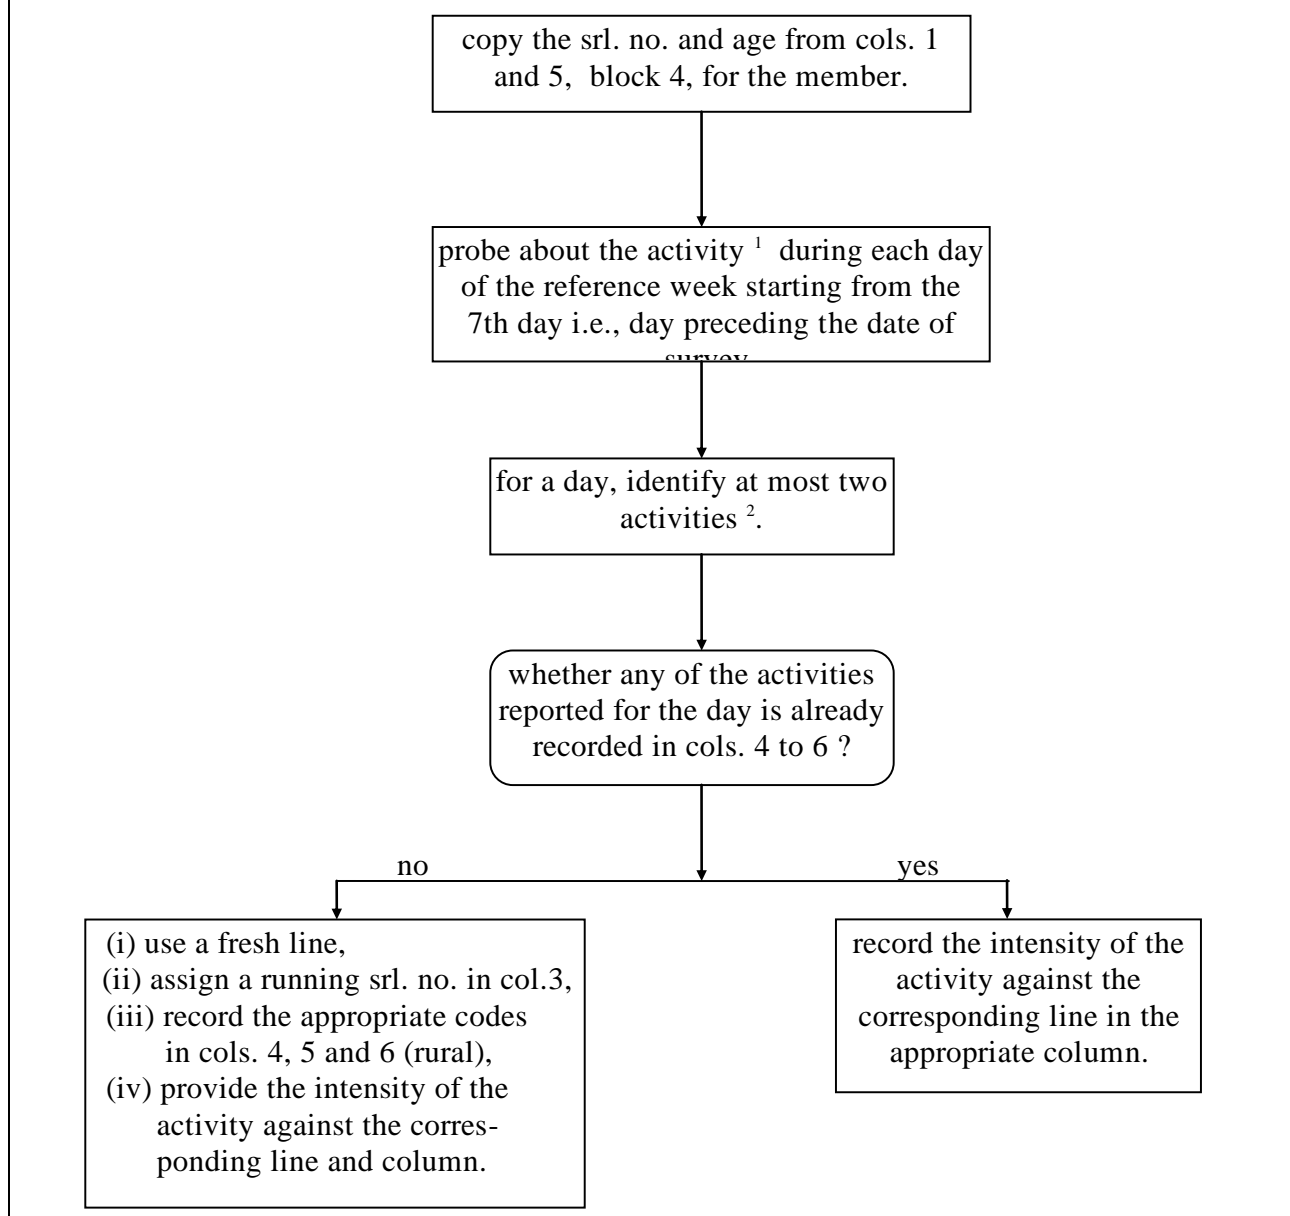 copy the srl. no. and age from cols. 1
and 5, block 4, for the member.
probe about the activity 1 during each day
of the reference week starting from the
7th day i.e., day preceding the date of
survey
for a day, identify at most two
activities 2.
whether any of the activities
reported for the day is already
recorded in cols. 4 to 6 ?
no
yes
(i) use a fresh line,
(ii) assign a running srl. no. in col.3,
(iii) record the appropriate codes
in cols. 4, 5 and 6 (rural),
(iv) provide the intensity of the
activity against the corres-
ponding line and column.
record the intensity of the
activity against the
corresponding line in the
appropriate column.